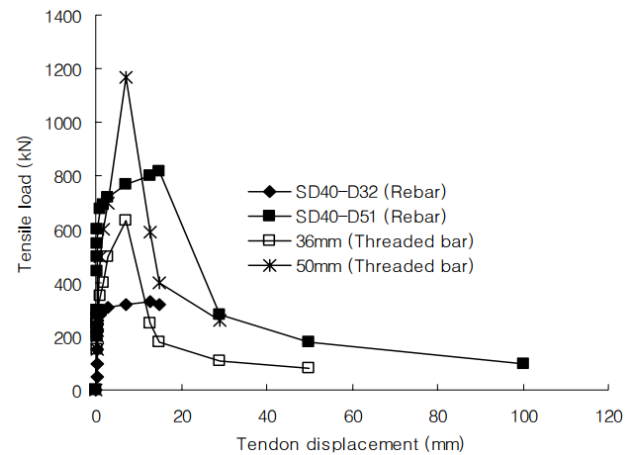 1400
1200
1000
800
600
400
200
0
Tensile load (kN)
SD40-D32 (Rebar)
SD40-D51 (Rebar)
36mm (Threaded bar)
50mm (Threaded bar)
0 20 40 60 80 100 120
Tendon displacement (mm)